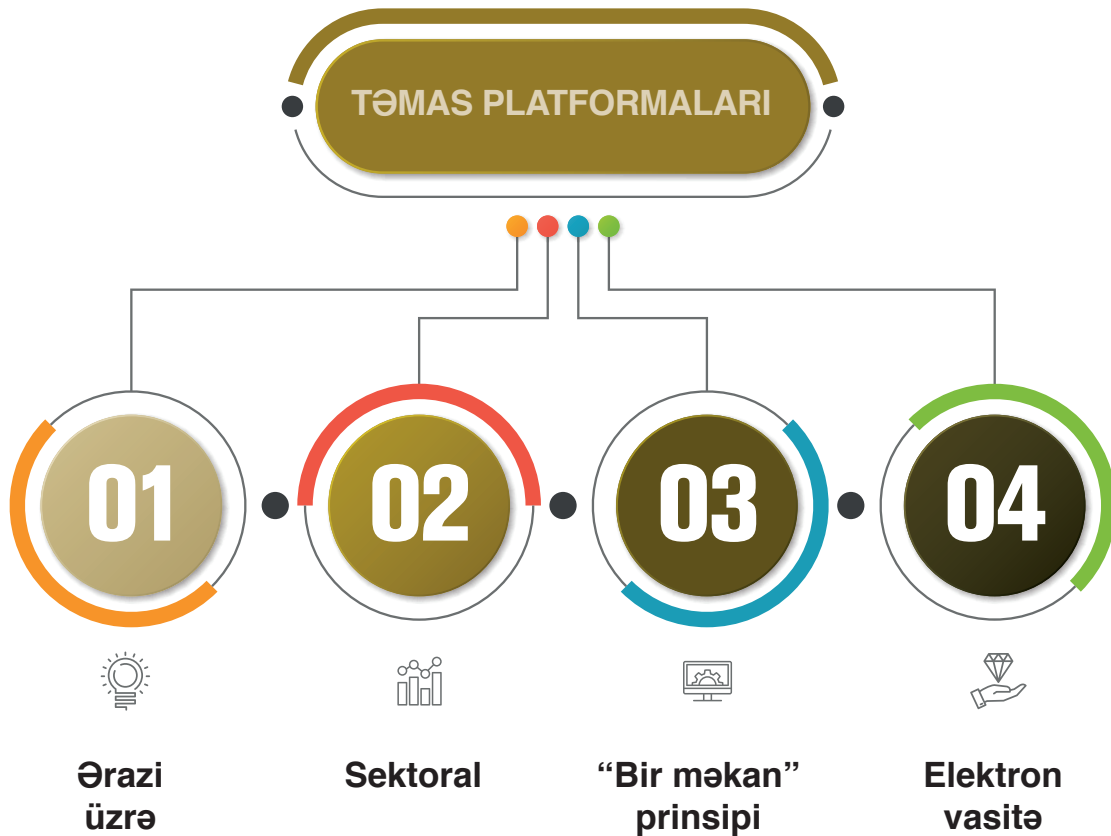 TƏMAS PLATFORMALARI
01
02
03
04
Ərazi
üzrə
Sektoral
“Bir məkan”
prinsipi
Elektron
vasitə